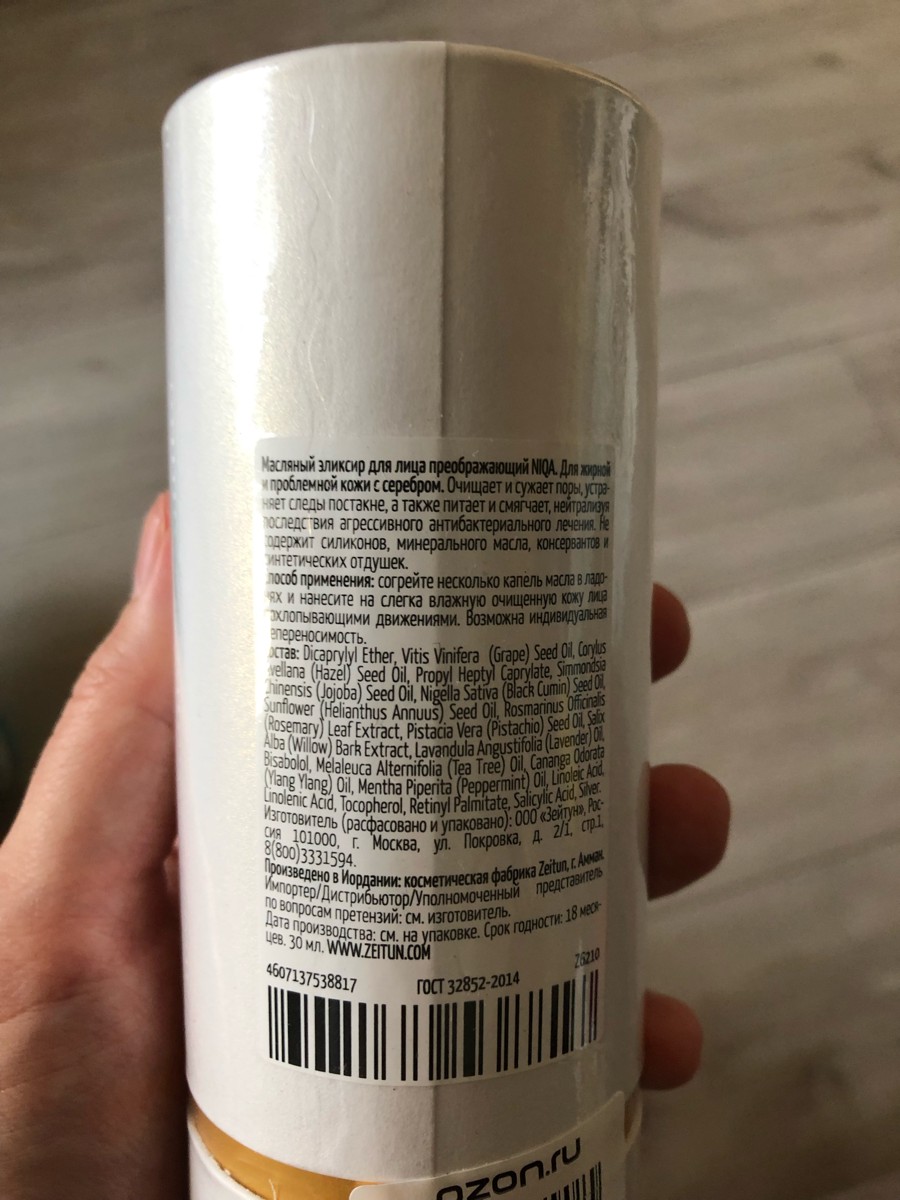 Масляный эликсир для лица преображающий NIQA. Для жирной
и проблемной кожи с серебром. Очищает и сужает поры, устра-
няет следы постакне, а также питает и смягчает, нейтрализуя
последствия агрессивного антибактериального лечения. Не
содержит силиконов, минерального масла, консервантов и
синтетических отдушек.
Способ применения: согрейте несколько капель масла в ладо-
нях и нанесите на слегка влажную очищенную кожу лица
похлопывающими движениями. Возможна индивидуальная
непереносимость.
Состав: Dicaprylyl Ether, Vitis Vinifera (Grape) Seed Oil, Corylus
Avellana (Hazel) Seed Oil, Propyl Heptyl Caprylate, Simmondsia
Chinensis (Jojoba) Seed Oil, Nigella Sativa (Black Cumin) Seed Oil,
Sunflower (Helianthus Annuus) Seed Oil, Rosmarinus Officinalis
(Rosemary) Leaf Extract, Pistacia Vera (Pistachio) Seed Oil, Salix
Alba (Willow) Bark Extract, Lavandula Angustifolia (Lavender) Oil,
Bisabolol, Melaleuca Alternifolia (Tea Tree) Oil, Cananga Odorata
(Ylang Ylang) Oil, Mentha Piperita (Peppermint) Oil, Linoleic Acid,
Linolenic Acid, Tocopherol, Retinyl Palmitate, Salicylic Acid, Silver.
Изготовитель (расфасовано и упаковано): ООО «Зейтун», Рос-
сия 101000, г. Москва, ул. Покровка, д. 2/1, стр.1,
8(800)3331594.
Произведено в Иордании: косметическая фабрика Zeitun, г. Амман.
Импортер/Дистрибьютор/Уполномоченный представитель
по вопросам претензий: см. изготовитель.
Дата производства: см. на упаковке. Срок годности: 18 меся-
цев. 30 мл. WWW.ZEITUN.COM
Z6210
4607137538817 ГОСТ 32852-2014
ozon.ru